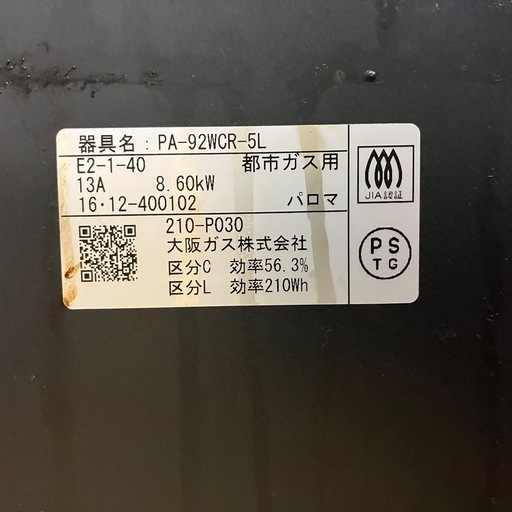 器具名：PA-92WCR-5L
E2-1-40 都市ガス用
13A 8.60kW
16・12-400102 パロマ
JIA認証
210-P030
大阪ガス株式会社
区分C 効率56.3%
区分L 効率210Wh
PS
TG